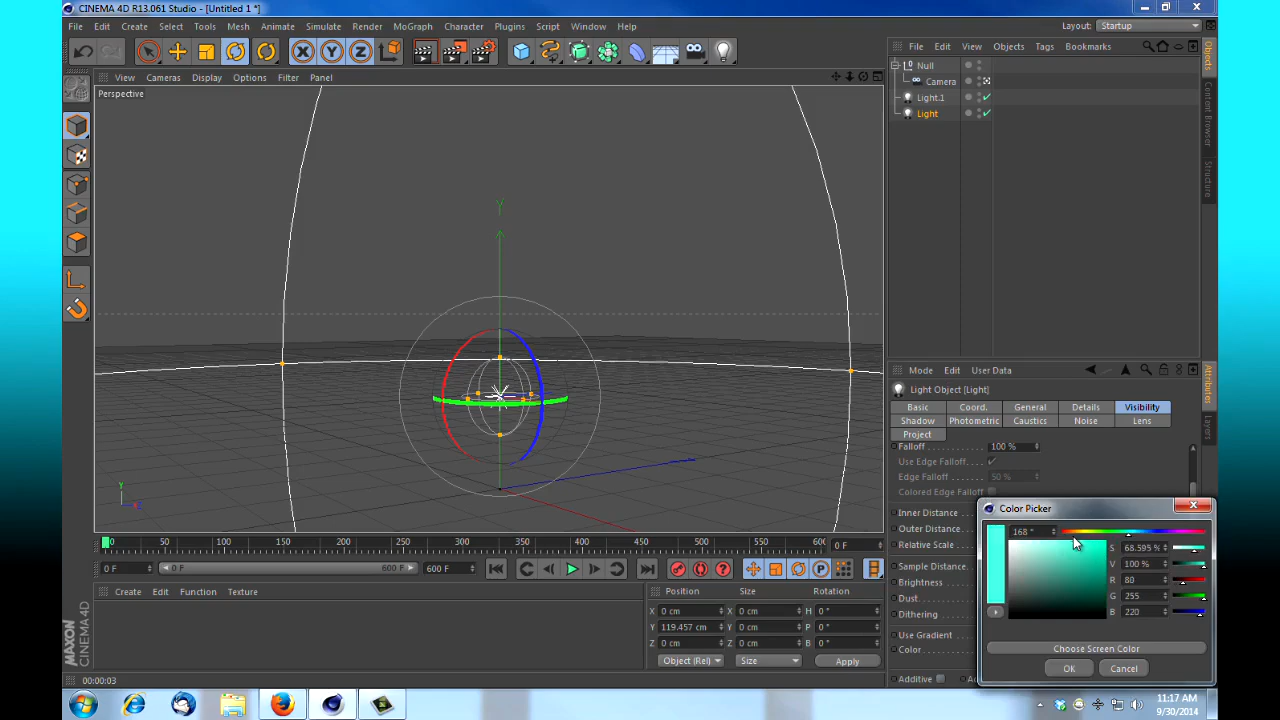 CINEMA 4D R13.061 Studio - [Untitled 1 *]
File Edit Create Select Tools Mesh Animate Simulate Render MoGraph Character Plugins Script Window Help
Layout: Startup
File Edit View Objects Tags Bookmarks
View Cameras Display Options Filter Panel
Perspective
Null
Camera
Light.1
Light
Objects
Content Browser
Structure
Y
X Y Z
Mode Edit User Data
Light Object [Light]
Basic Coord. General Details Visibility
Shadow Photometric Caustics Noise Lens
Project
Attributes
Layers
Falloff 100 %
Use Edge Falloff
Edge Falloff 50 %
Colored Edge Falloff
Inner Distance
Outer Distance
Relative Scale
Sample Distance
Brightness
Dust
Dithering
Use Gradient
Color
Additive
Color Picker
168 °
S 68.595 %
V 100 %
R 80
G 255
B 220
Choose Screen Color
OK Cancel
0 50 100 150 200 250 300 350 400 450 500 550 600
0 F
0 F 0 F 600 F 600 F
Create Edit Function Texture
Position Size Rotation
X 0 cm X 0 cm H 0 °
Y 119.457 cm Y 0 cm P 0 °
Z 0 cm Z 0 cm B 0 °
Object (Rel) Size Apply
MAXON
CINEMA 4D
00:00:03
11:17 AM
9/30/2014